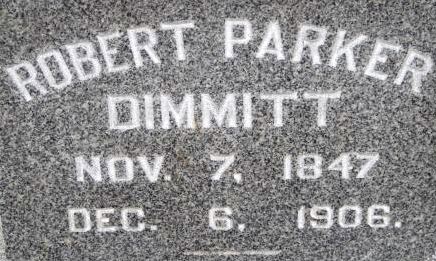 ROBERT PARKER
DIMMITT
NOV. 7, 1847
DEC. 6, 1906.